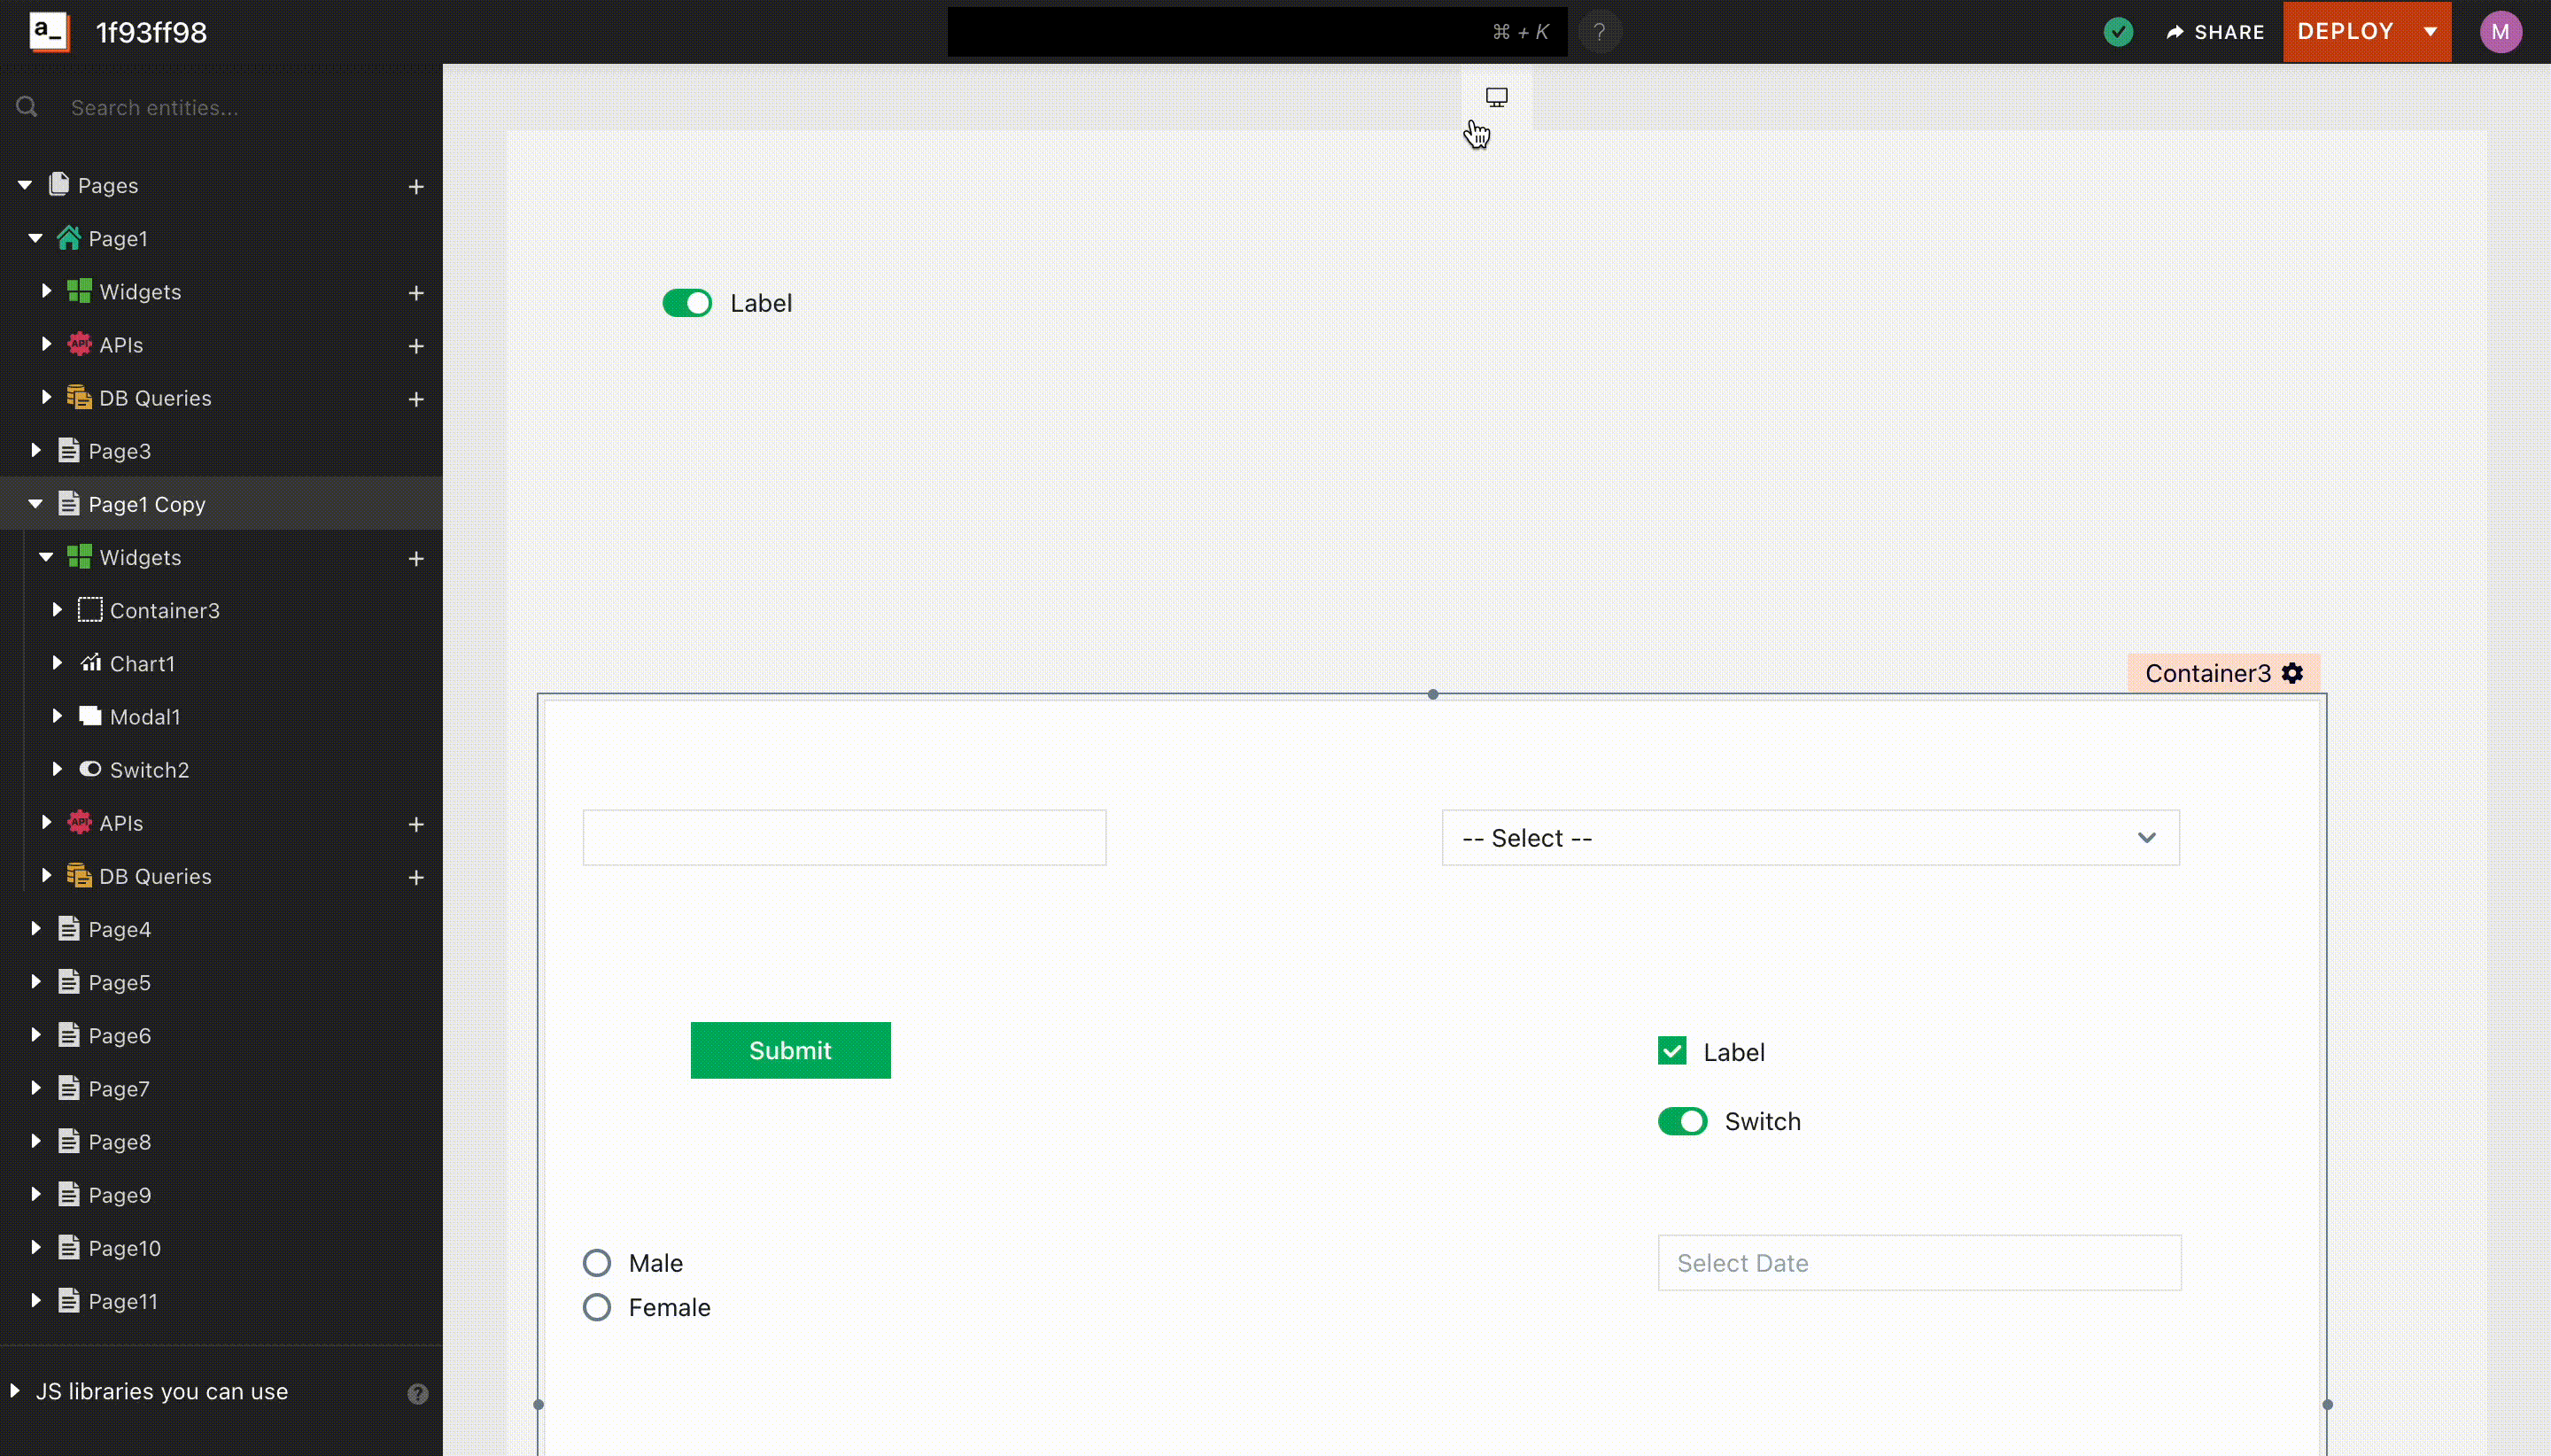 a_
1f93ff98
⌘ + K
?
SHARE
DEPLOY
M
Search entities...
Pages
Page1
Widgets
API
APIs
DB Queries
Page3
Page1 Copy
Widgets
Container3
Chart1
Modal1
Switch2
API
APIs
DB Queries
Page4
Page5
Page6
Page7
Page8
Page9
Page10
Page11
JS libraries you can use
?
Label
Container3
-- Select --
Submit
Label
Switch
Male
Female
Select Date